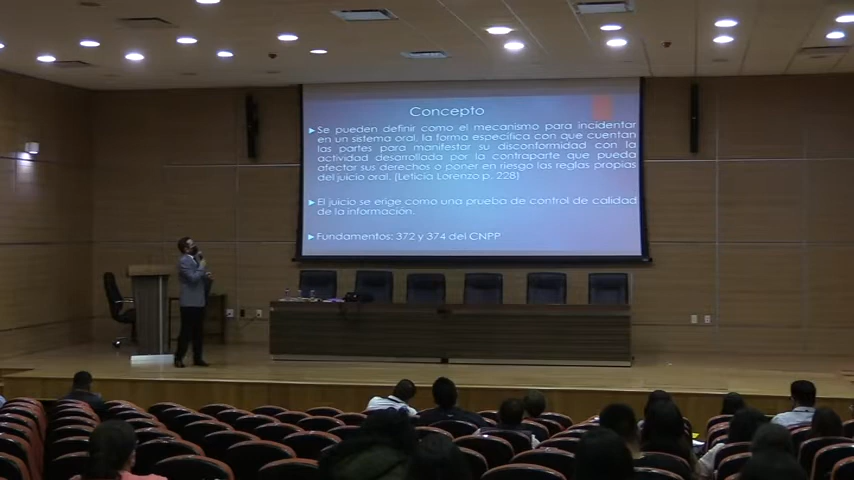 Concepto
Se pueden definir como el mecanismo para incidentar
en un sistema oral, la forma específica con que cuentan
las partes para manifestar su disconformidad con la
actividad desarrollada por la contraparte que pueda
afectar sus derechos o poner en riesgo las reglas propias
del juicio oral. (Leticia Lorenzo p. 228)
El juicio se erige como una prueba de control de calidad
de la información.
Fundamentos: 372 y 374 del CNPP